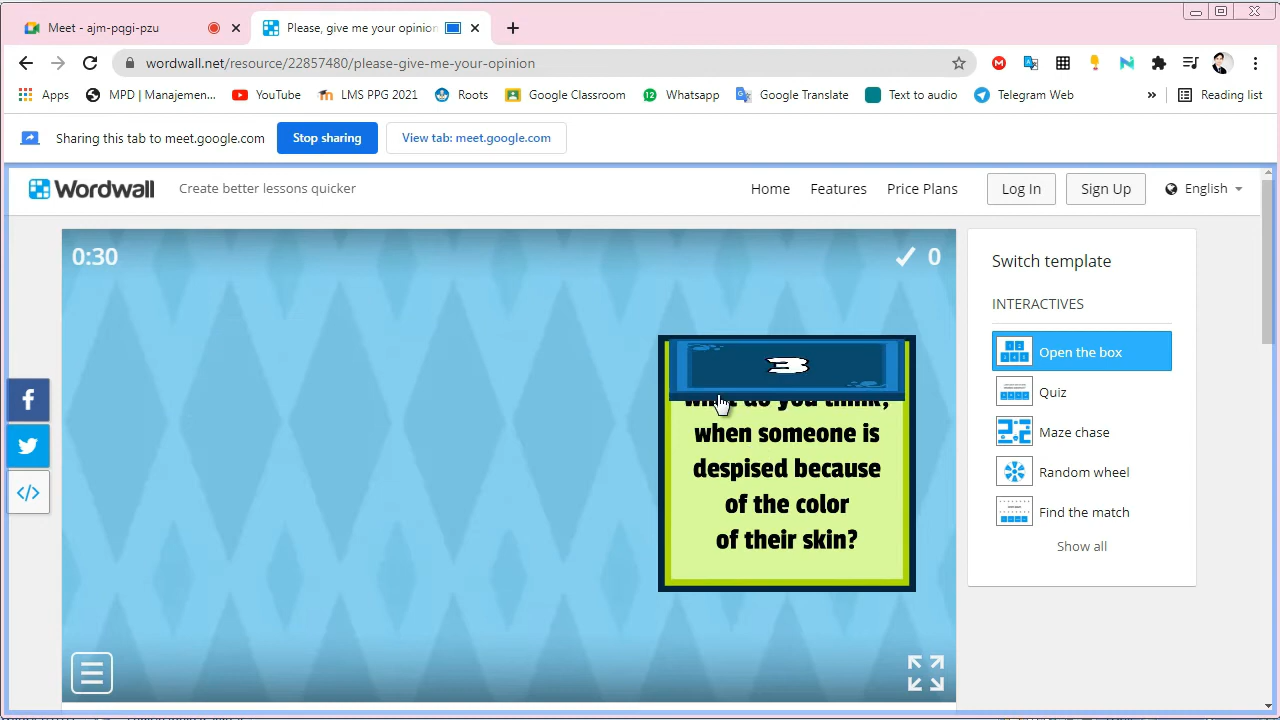 Meet - ajm-pqgi-pzu
Please, give me your opinion
wordwall.net/resource/22857480/please-give-me-your-opinion
Apps
MPD | Manajemen...
YouTube
LMS PPG 2021
Roots
Google Classroom
12
Whatsapp
Google Translate
Text to audio
Telegram Web
»
Reading list
Sharing this tab to meet.google.com
Stop sharing
View tab: meet.google.com
Wordwall
Create better lessons quicker
Home
Features
Price Plans
Log In
Sign Up
English
0:30
0
3
what do you think,
when someone is
despised because
of the color
of their skin?
Switch template
INTERACTIVES
Open the box
Quiz
Maze chase
Random wheel
Find the match
Show all